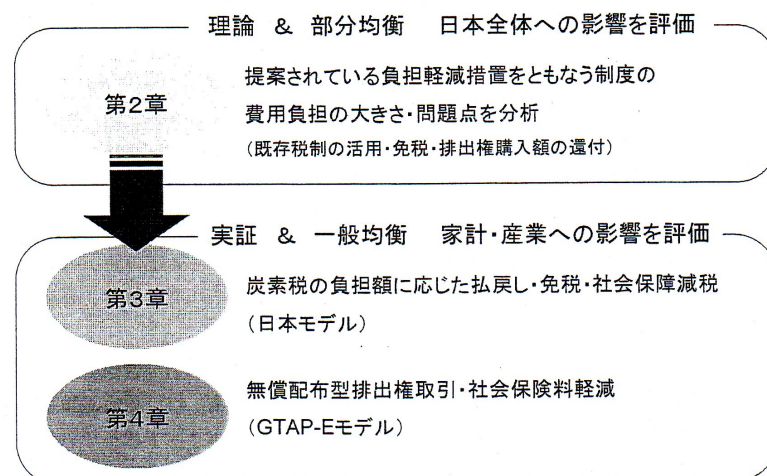 理論 & 部分均衡 日本全体への影響を評価
第2章
提案されている負担軽減措置をともなう制度の
費用負担の大きさ・問題点を分析
(既存税制の活用・免税・排出権購入額の還付)
実証 & 一般均衡 家計・産業への影響を評価
第3章
炭素税の負担額に応じた払戻し・免税・社会保障減税
(日本モデル)
第4章
無償配布型排出権取引・社会保険料軽減
(GTAP-Eモデル)